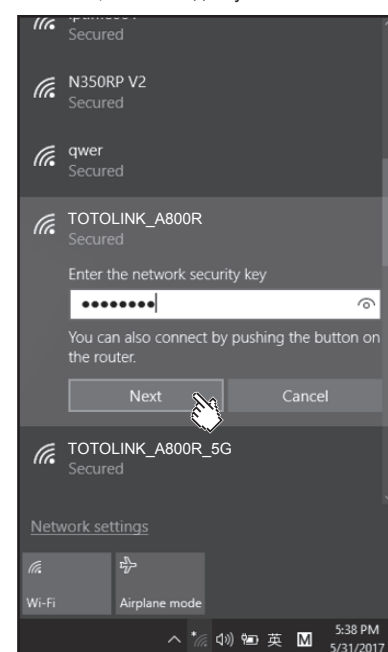 Secured
N350RP V2
Secured
qwer
Secured
TOTOLINK_A800R
Secured
Enter the network security key
●●●●●●●●
You can also connect by pushing the button on
the router.
Next Cancel
TOTOLINK_A800R_5G
Secured
Network settings
Wi-Fi Airplane mode
英 M 5:38 PM
5/31/2017